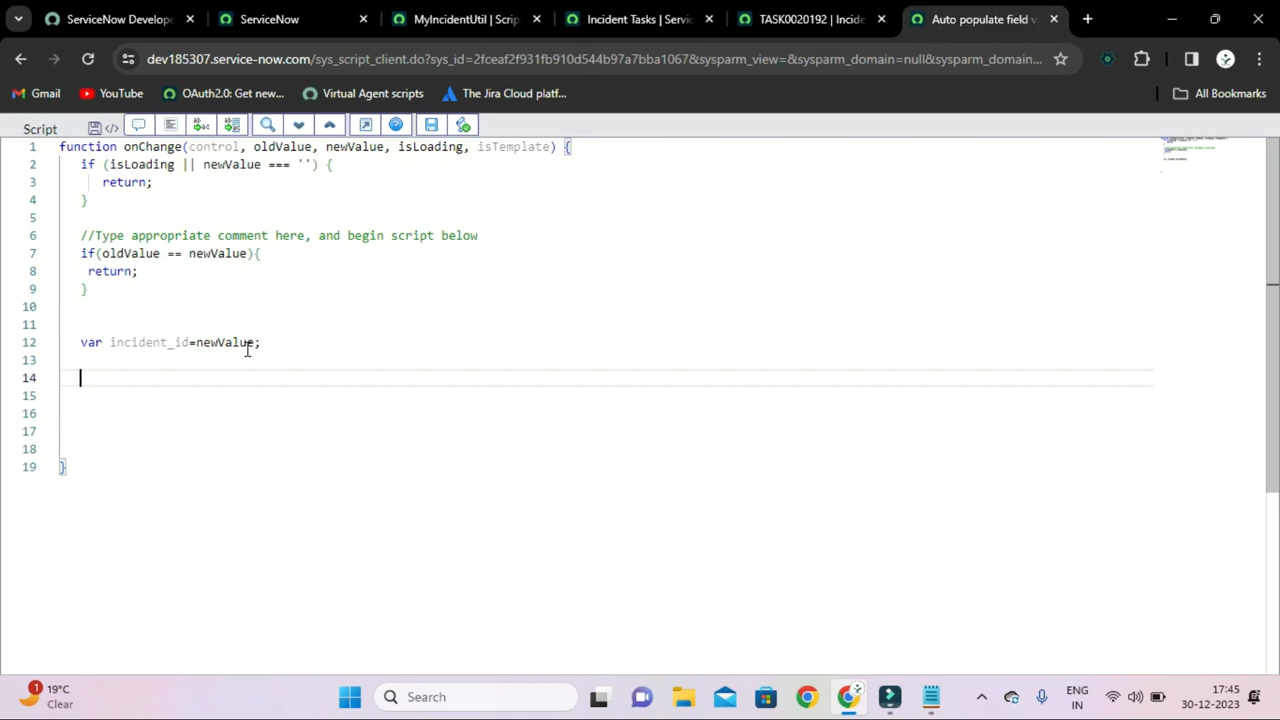 ServiceNow Develope
ServiceNow
MyIncidentUtil | Scrip
Incident Tasks | Servic
TASK0020192 | Incide
Auto populate field v
dev185307.service-now.com/sys_script_client.do?sys_id=2fc6af2f931fb910d544b97a7bba1067&sysparm_view=&sysparm_domain=null&sysparm_domain...
Gmail
YouTube
OAuth2.0: Get new...
Virtual Agent scripts
The Jira Cloud platf...
All Bookmarks
Script
1 function onChange(control, oldValue, newValue, isLoading, isTemplate) {
2 if (isLoading || newValue === '') {
3 return;
4 }
5
6 //Type appropriate comment here, and begin script below
7 if(oldValue == newValue){
8 return;
9 }
10
11
12 var incident_id=newValue;
13
14
15
16
17
18
19 }
1
19°C
Clear
Search
ENG
IN
17:45
30-12-2023